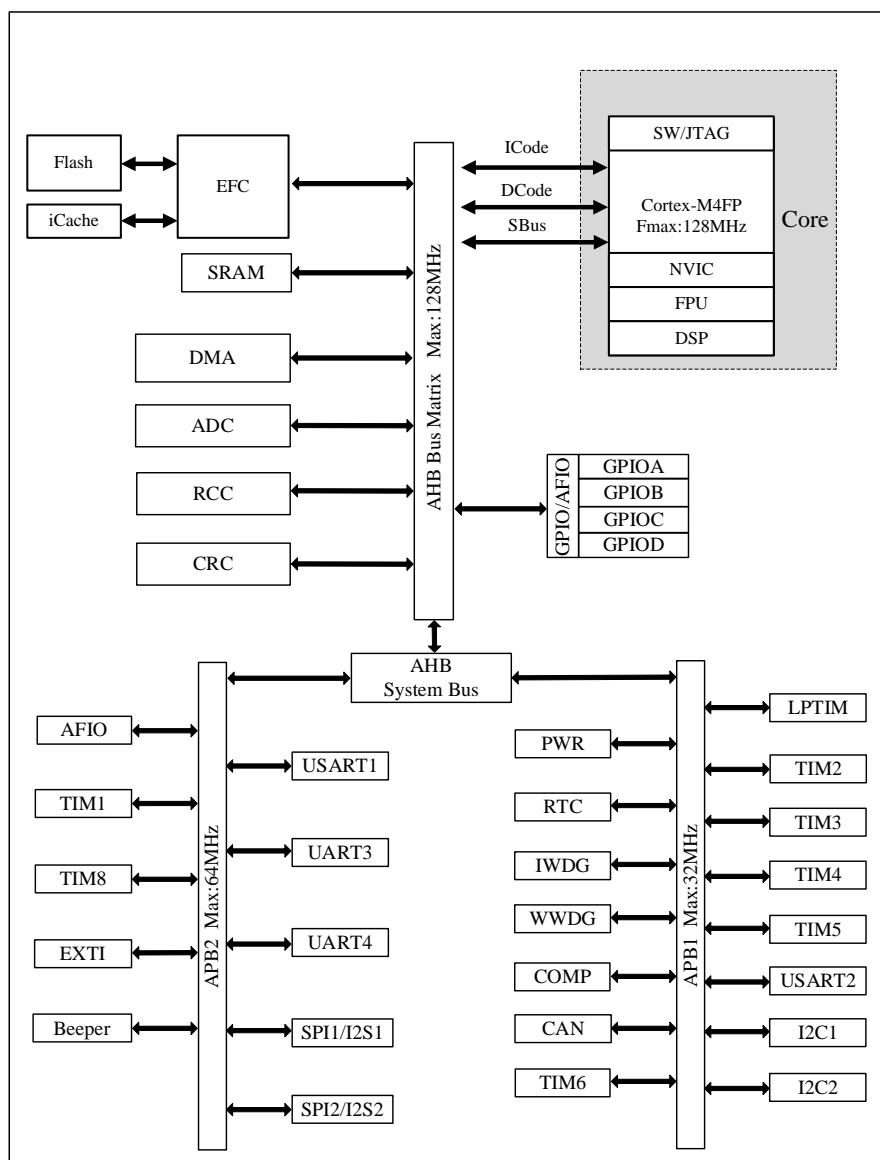 SW/JTAG
ICode
Flash
EFC
DCode
Cortex-M4FP
Fmax:128MHz
Core
iCache
SBus
SRAM
NVIC
FPU
DSP
DMA
AHB Bus Matrix Max:128MHz
ADC
RCC
CRC
GPIO/AFIO
GPIOA
GPIOB
GPIOC
GPIOD
AHB
System Bus
APB2 Max:64MHz
AFIO
TIM1
TIM8
EXTI
Beeper
USART1
UART3
UART4
SPI1/I2S1
SPI2/I2S2
APB1 Max:32MHz
PWR
RTC
IWDG
WWDG
COMP
CAN
TIM6
LPTIM
TIM2
TIM3
TIM4
TIM5
USART2
I2C1
I2C2